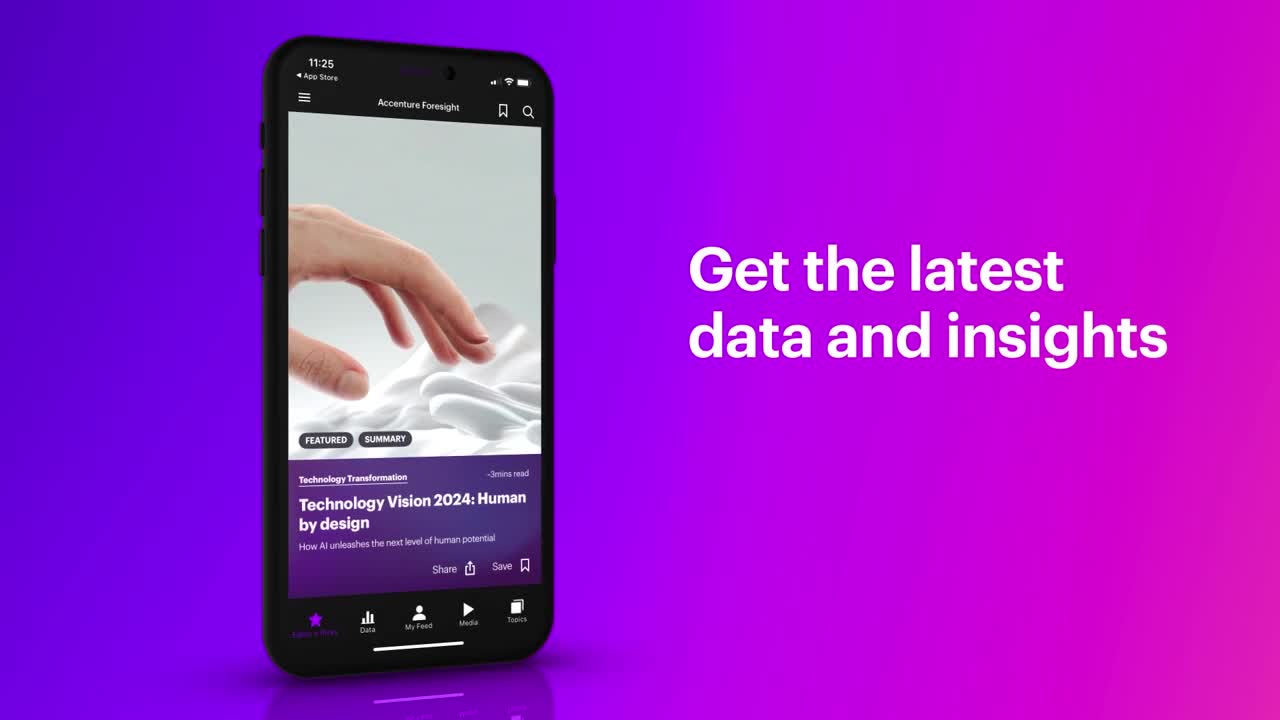 11:25
◀ App Store
Accenture Foresight
FEATURED SUMMARY
Technology Transformation
~3mins read
Technology Vision 2024: Human
by design
How AI unleashes the next level of human potential
Share Save
Data My Feed Media Topics
Get the latest
data and insights